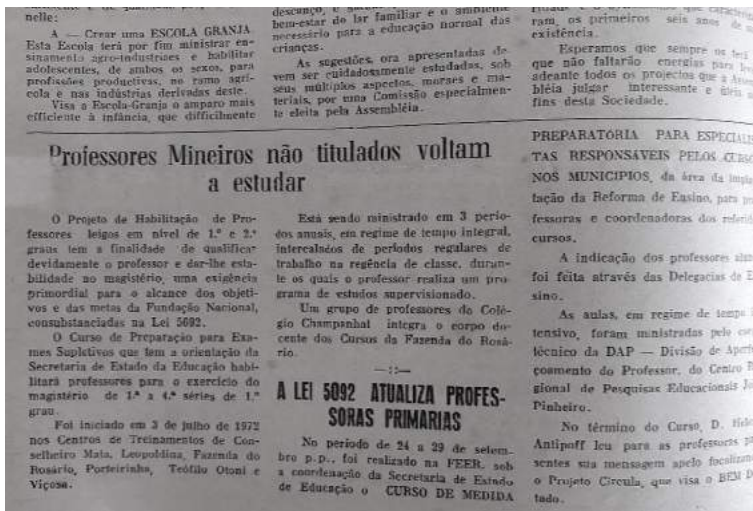 nelle:
A — Crear uma ESCOLA GRANJA
Esta Escola terá por fim ministrar en-
sinamento agro-industriaes e habilitar
adolescentes, de ambos os sexos, para
profissões productivas, no ramo agrí-
cola e nas indústrias derivadas deste.
Visa o Escola-Granja o amparo mais
efficiente à infância, que difficilmente
bem-estar do lar familiar e o ambiente
necessário para a educação normal das
crianças.
As sugestões, ora apresentadas de-
vem ser cuidadosamente estudadas, sob
seus múltiplos aspectos, moraes e ma-
teriais, por uma Comissão especialmen-
te eleita pela Assembléia.
ram, os primeiros seis anos de
existência.
Esperamos que sempre os
que não faltarão energias para
adeante todos os projectos que a
bléia julgar interessante e úteis
fins desta Sociedade.
Professores Mineiros não titulados voltam
a estudar
O Projeto de Habilitação de Pro-
fessores leigos em nível de 1.º e 2.º
graus tem a finalidade de qualificar
devidamente o professor e dar-lhe esta-
bilidade no magistério, uma exigência
primordial para o alcance dos objeti-
vos e das metas da Fundação Nacional,
consubstanciadas na Lei 5692.
O Curso de Preparação para Exa-
mes Supletivos que tem a orientação da
Secretaria de Estado da Educação habi-
litará professores para o exercício do
magistério de 1.ª a 4.ª séries de 1.º
grau.
Foi iniciado em 3 de julho de 1972
nos Centros de Treinamentos de Con-
selheiro Mata, Leopoldina, Fazenda do
Rosário, Porteirinha, Teófilo Otoni e
Viçosa.
Está sendo ministrado em 3 perío-
dos anuais, em regime de tempo integral,
intercalados de períodos regulares de
trabalho na regência de classe, duran-
te os quais o professor realiza um pro-
grama de estudos supervisionado.
Um grupo de professores do Colé-
gio Champanhal integra o corpo do-
cente dos Cursos da Fazenda do Rosá-
rio.
A LEI 5092 ATUALIZA PROFES-
SORAS PRIMARIAS
No período de 24 a 29 de setem-
bro p.p., foi realizado na FEER, sob
a coordenação da Secretaria de Estado
de Educação o CURSO DE MEDIDA
PREPARATÓRIA PARA ESPECIALIS-
TAS RESPONSÁVEIS PELOS CURSOS
NOS MUNICIPIOS, da área da
tação da Reforma de Ensino, para
fessoras e coordenadoras dos
cursos.
A indicação dos professores
foi feita através das Delegacias de
sino.
As aulas, em regime de tempo
tensivo, foram ministradas pelo
técnico da DAP — Divisão de
çoamento do Professor, do Centro
gional de Pesquisas Educacionais
Pinheiro.
No término do Curso, D.
Antipoff leu para as professoras
sentes sua mensagem apelo
o Projeto Circula, que visa o BEM
tado.